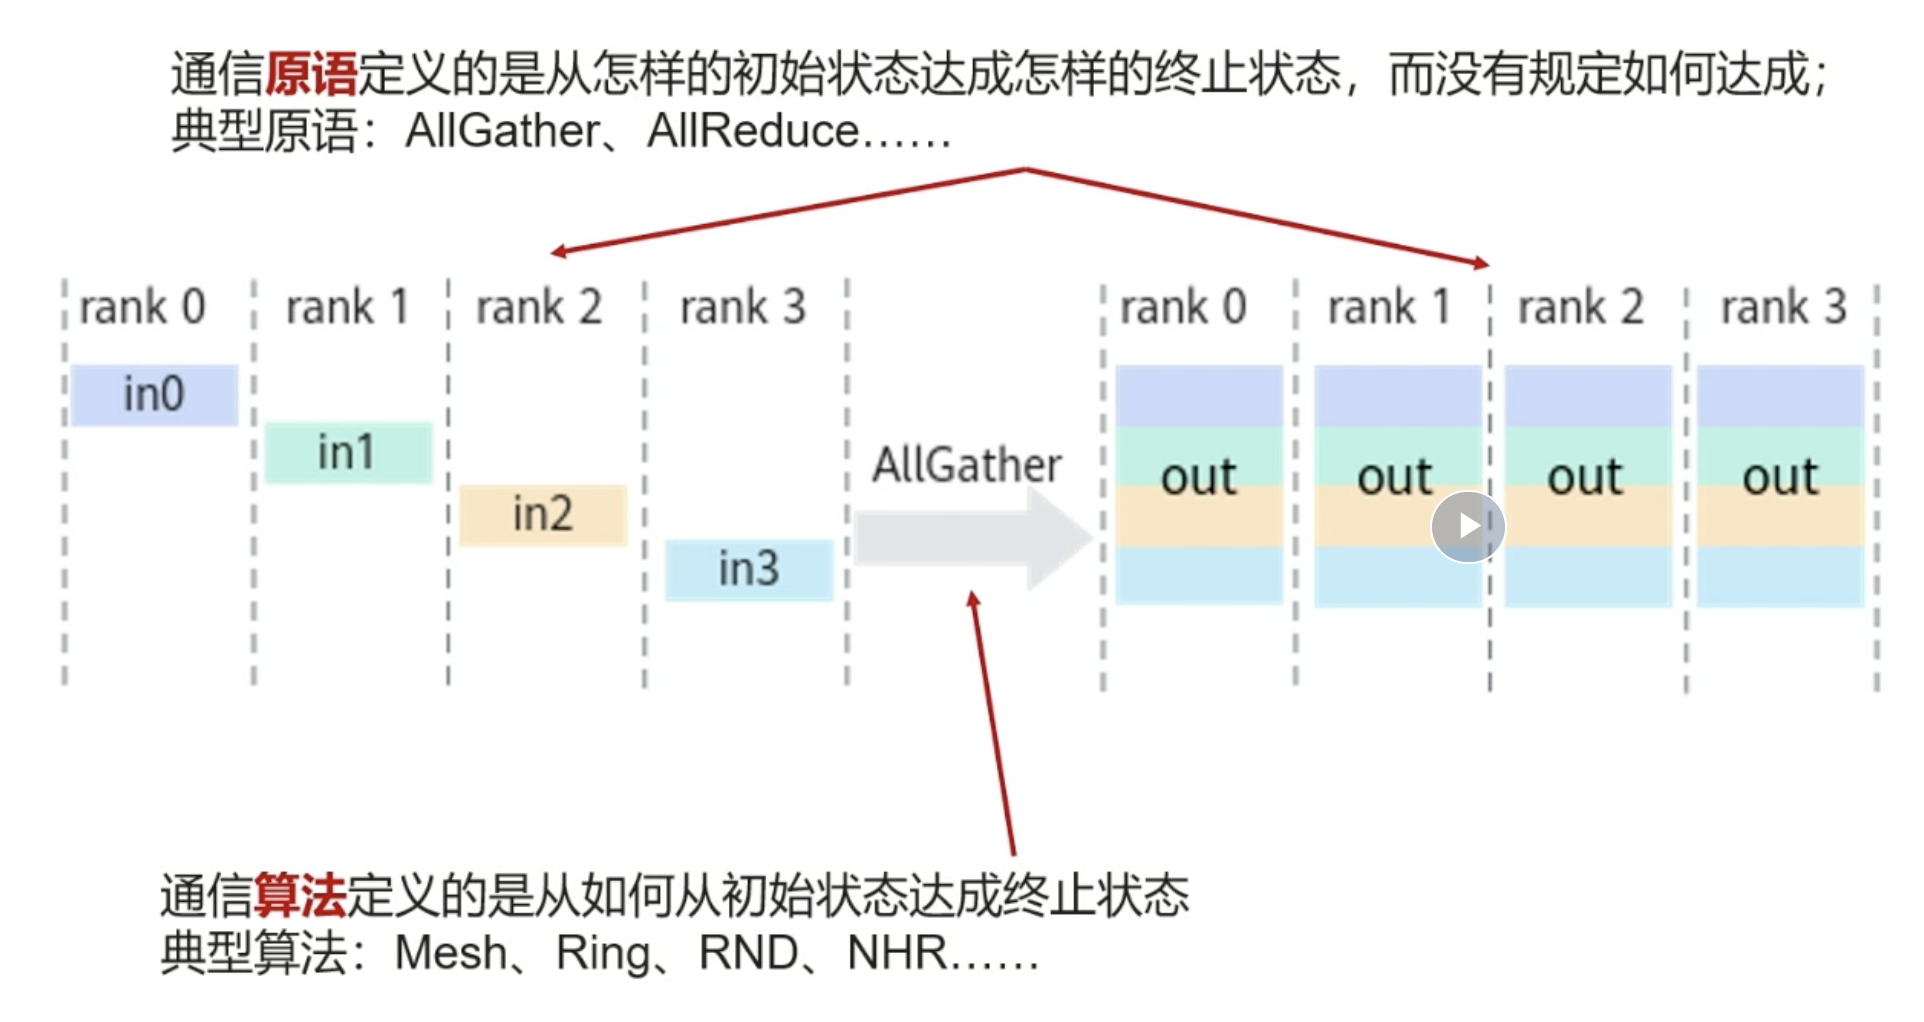 通信原语定义的是从怎样的初始状态达成怎样的终止状态，而没有规定如何达成；
典型原语：AllGather、AllReduce……
rank 0 rank 1 rank 2 rank 3 rank 0 rank 1 rank 2 rank 3
in0
in1
in2
in3
AllGather
out out out out
通信算法定义的是从如何从初始状态达成终止状态
典型算法：Mesh、Ring、RND、NHR……